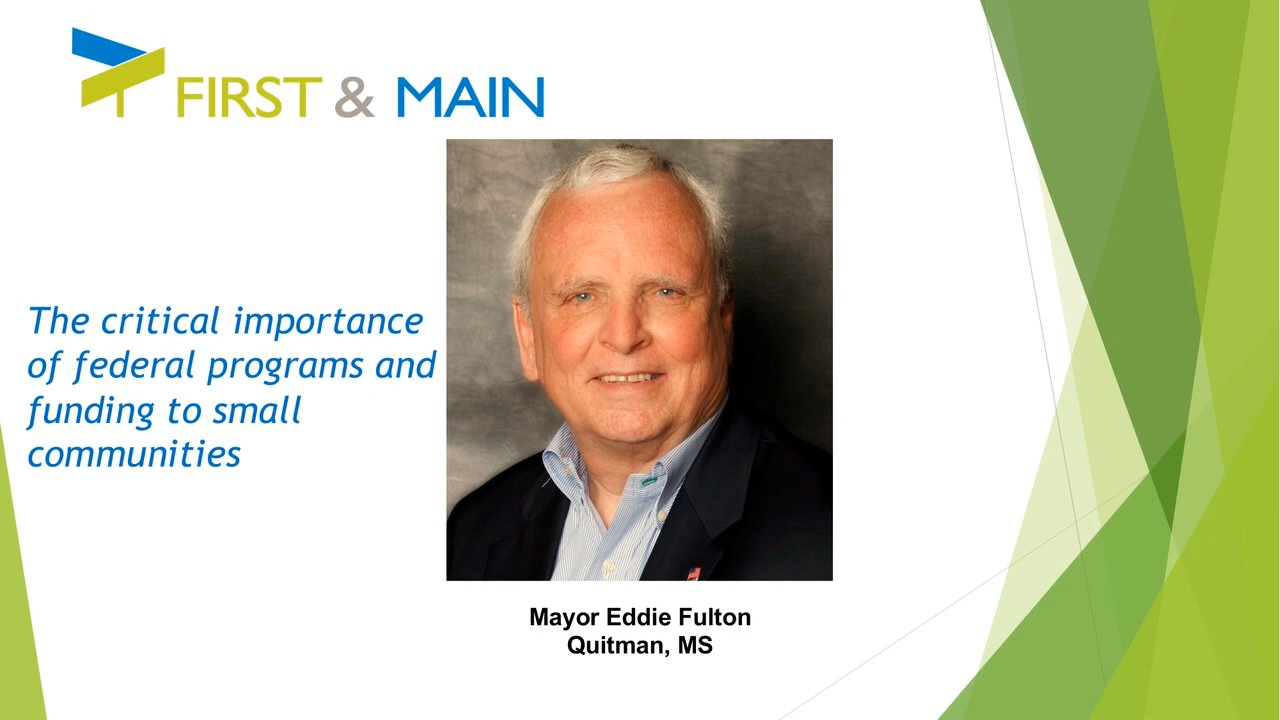 FIRST & MAIN
The critical importance
of federal programs and
funding to small
communities
Mayor Eddie Fulton
Quitman, MS